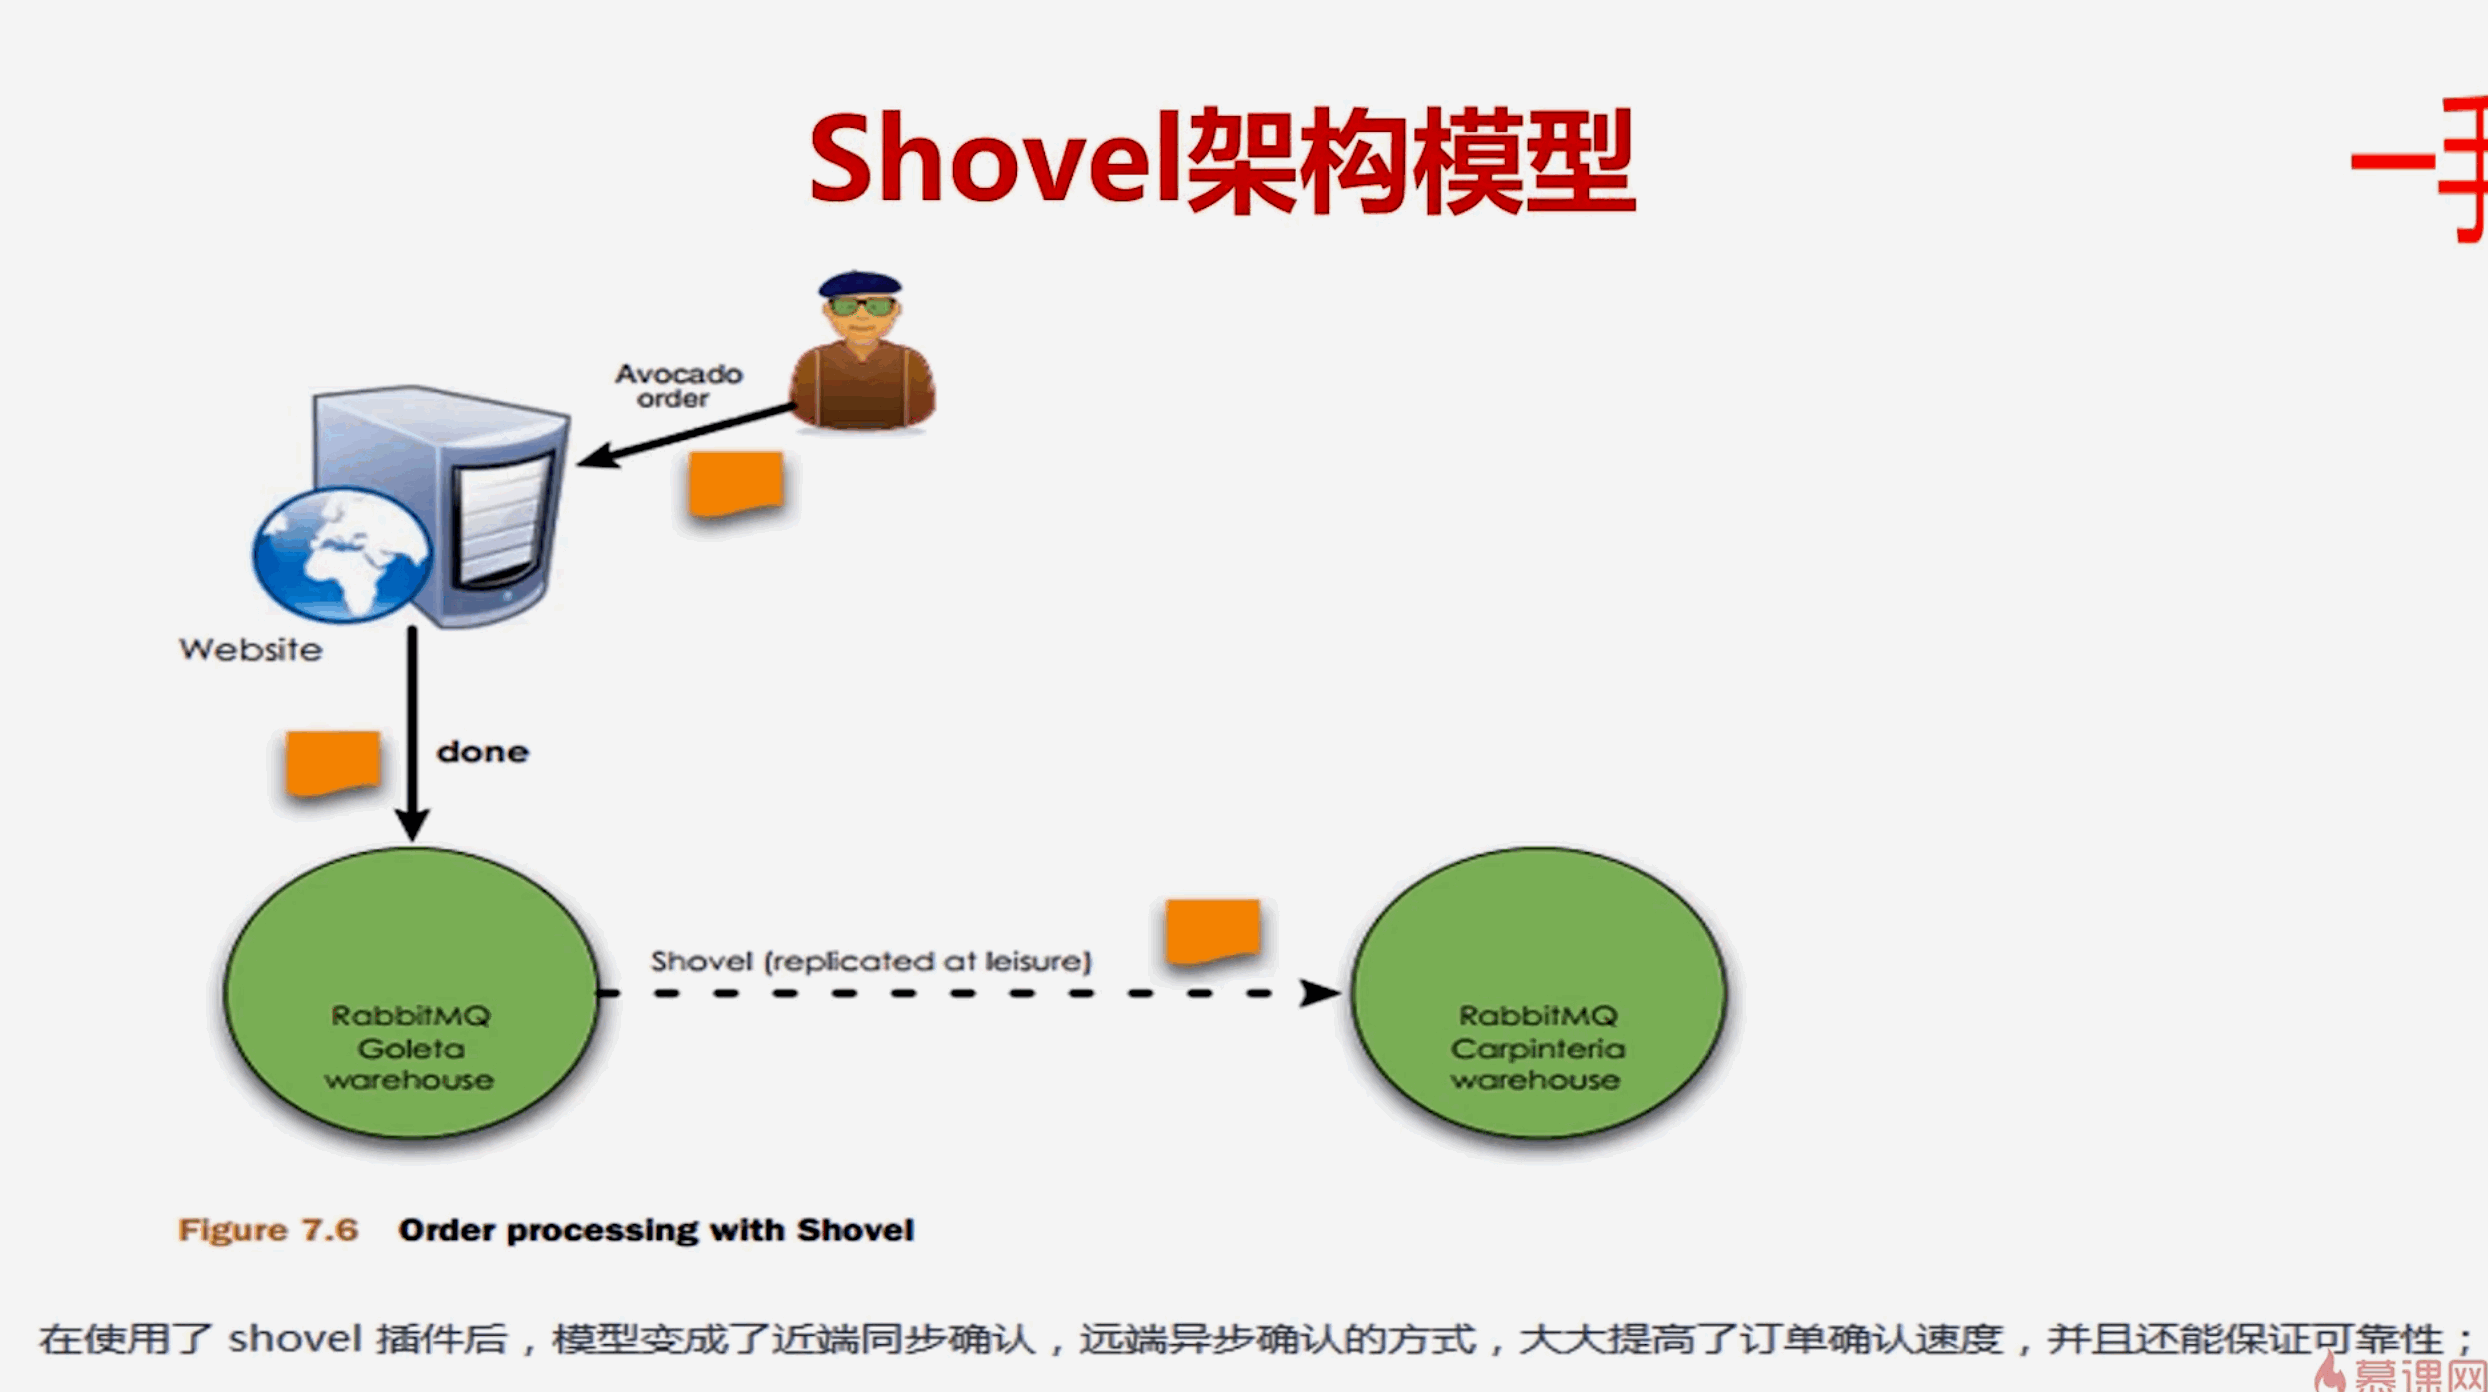 Shovel架构模型
一手
Avocado
order
Website
done
Shovel (replicated at leisure)
RabbitMQ
Goleta
warehouse
RabbitMQ
Carpinteria
warehouse
Figure 7.6 Order processing with Shovel
在使用了 shovel 插件后，模型变成了近端同步确认，远端异步确认的方式，大大提高了订单确认速度，并且还能保证可靠性；
慕课网